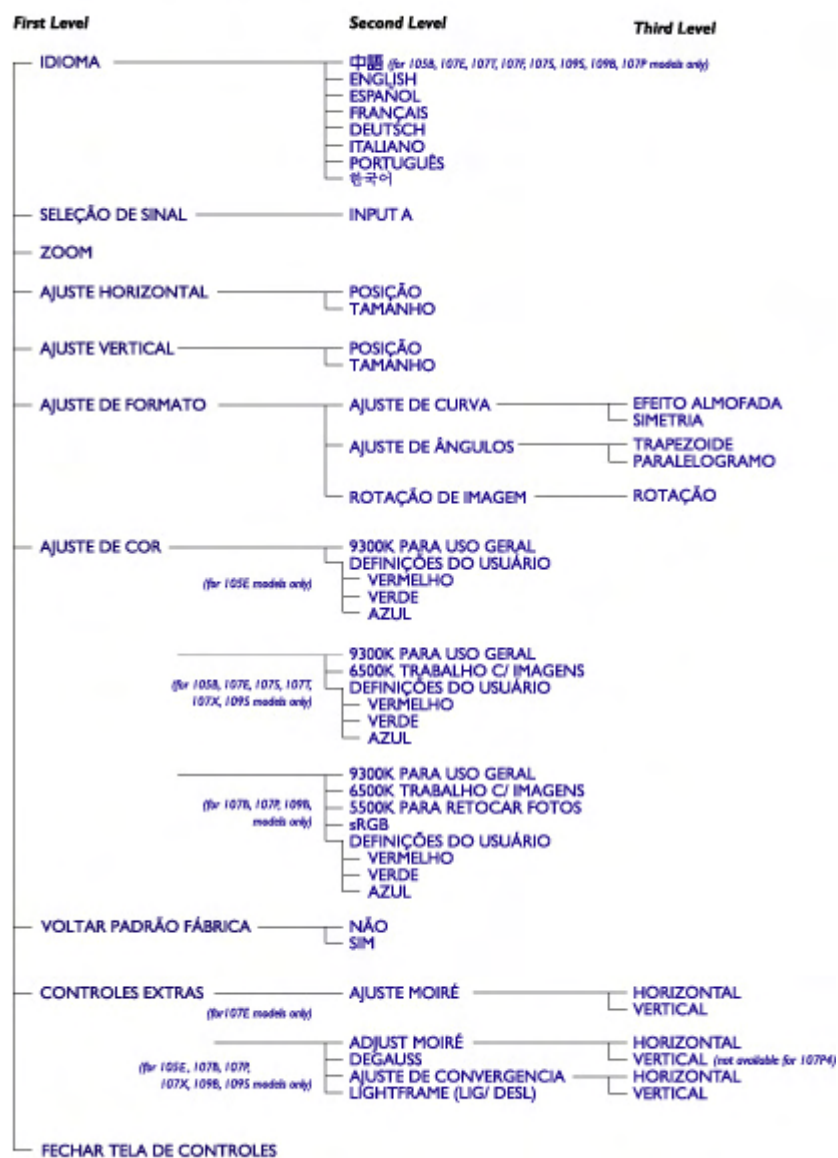 First Level Second Level Third Level
IDIOMA 中語 (for 105B, 107E, 107T, 107F, 107S, 109S, 109B, 107P models only)
ENGLISH
ESPAÑOL
FRANÇAIS
DEUTSCH
ITALIANO
PORTUGUÊS
한국어
SELEÇÃO DE SINAL INPUT A
ZOOM
AJUSTE HORIZONTAL POSIÇÃO
TAMANHO
AJUSTE VERTICAL POSIÇÃO
TAMANHO
AJUSTE DE FORMATO AJUSTE DE CURVA EFEITO ALMOFADA
SIMETRIA
AJUSTE DE ÂNGULOS TRAPEZOIDE
PARALELOGRAMO
ROTAÇÃO DE IMAGEM ROTAÇÃO
AJUSTE DE COR 9300K PARA USO GERAL
DEFINIÇÕES DO USUÁRIO
(for 105E models only) VERMELHO
VERDE
AZUL
9300K PARA USO GERAL
6500K TRABALHO C/ IMAGENS
(for 105B, 107E, 107S, 107T, DEFINIÇÕES DO USUÁRIO
107X, 109S models only) VERMELHO
VERDE
AZUL
9300K PARA USO GERAL
6500K TRABALHO C/ IMAGENS
(for 107B, 107P, 109B, 5500K PARA RETOCAR FOTOS
models only) sRGB
DEFINIÇÕES DO USUÁRIO
VERMELHO
VERDE
AZUL
VOLTAR PADRÃO FÁBRICA NÃO
SIM
CONTROLES EXTRAS AJUSTE MOIRÉ HORIZONTAL
(for107E models only) VERTICAL
ADJUST MOIRÉ HORIZONTAL
DEGAUSS VERTICAL (not available for 107P4)
(for 105E, 107B, 107P, AJUSTE DE CONVERGENCIA HORIZONTAL
107X, 109B, 109S models only) LIGHTFRAME (LIG/ DESL) VERTICAL
FECHAR TELA DE CONTROLES